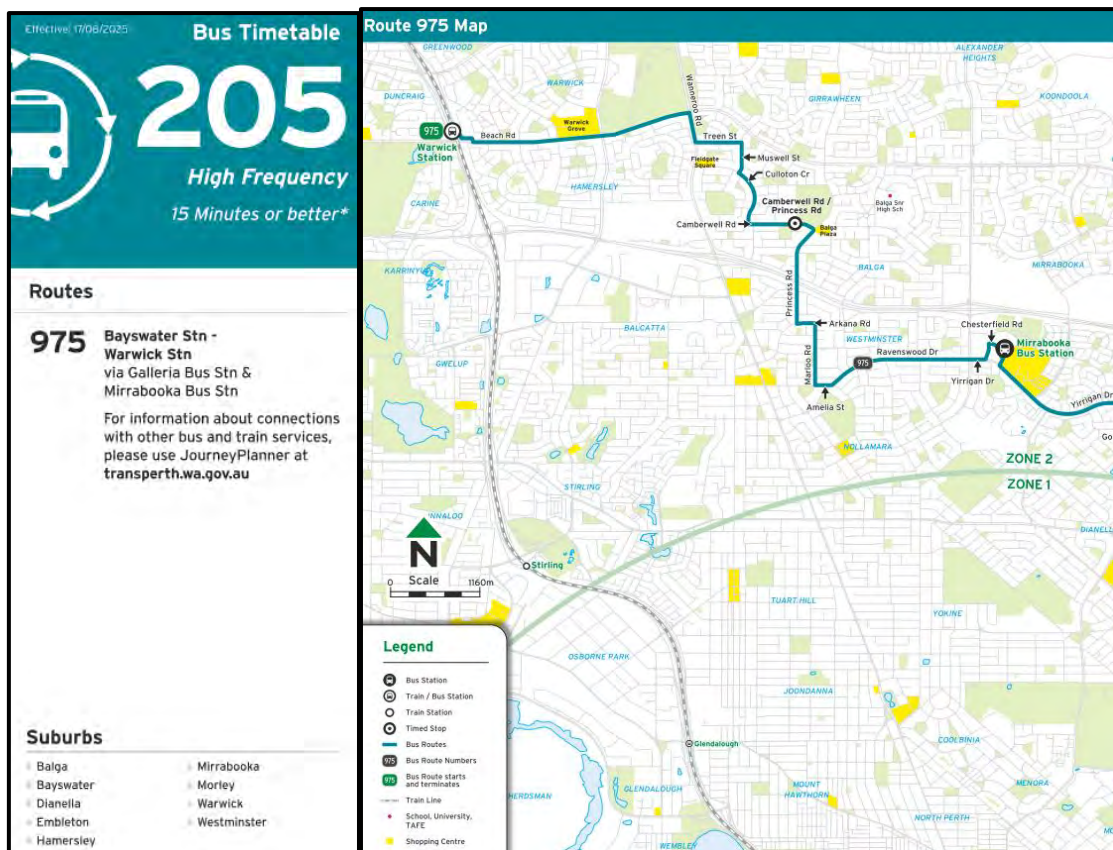 Effective: 17/06/2025
Bus Timetable
205
High Frequency
15 Minutes or better*
Routes
975
Bayswater Stn -
Warwick Stn
via Galleria Bus Stn &
Mirrabooka Bus Stn
For information about connections
with other bus and train services,
please use JourneyPlanner at
transperth.wa.gov.au
Suburbs
Balga
Bayswater
Dianella
Embleton
Hamersley
Mirrabooka
Morley
Warwick
Westminster
Route 975 Map
GREENWOOD
ALEXANDER
HEIGHTS
WARWICK
DUNCRAIG
Wanneroo Rd
GIRRAWHEEN
KOONDOOLA
975
Warwick
Station
Beach Rd
Warwick
Grove
Treen St
Fieldgate
Square
Muswell St
Culloton Cr
HAMERSLEY
CARINE
Camberwell Rd /
Princess Rd
Balga Snr
High Sch
Camberwell Rd
Balga
Plaza
KARRINYUP
BALGA
MIRRABOOKA
Princess Rd
BALCATTA
Arkana Rd
Chesterfield Rd
WESTMINSTER
Mirrabooka
Bus Station
GWELUP
Marloo Rd
975
Ravenswood Dr
Yirrigan Dr
Amelia St
Yirrigan Dr
NOLLAMARA
Go
ZONE 2
ZONE 1
STIRLING
NNALOO
DIANELL
N
Scale
0
1160m
Stirling
TUART HILL
YOKINE
OSBORNE PARK
JOONDANNA
COOLBINIA
Glendalough
GLENDALOUGH
MOUNT
HAWTHORN
MENORA
HERDSMAN
NORTH PERTH
WEMBLEY
Legend
Bus Station
Train / Bus Station
Train Station
Timed Stop
Bus Routes
975
Bus Route Numbers
975
Bus Route starts
and terminates
Train Line
School, University,
TAFE
Shopping Centre